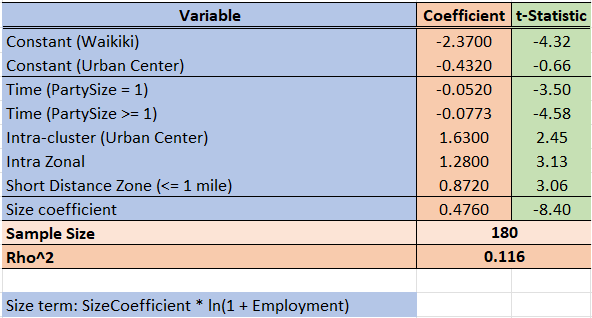 Variable Coefficient t-Statistic
Constant (Waikiki) -2.3700 -4.32
Constant (Urban Center) -0.4320 -0.66
Time (PartySize = 1) -0.0520 -3.50
Time (PartySize >= 1) -0.0773 -4.58
Intra-cluster (Urban Center) 1.6300 2.45
Intra Zonal 1.2800 3.13
Short Distance Zone (<= 1 mile) 0.8720 3.06
Size coefficient 0.4760 -8.40
Sample Size 180
Rho^2 0.116
Size term: SizeCoefficient * ln(1 + Employment)